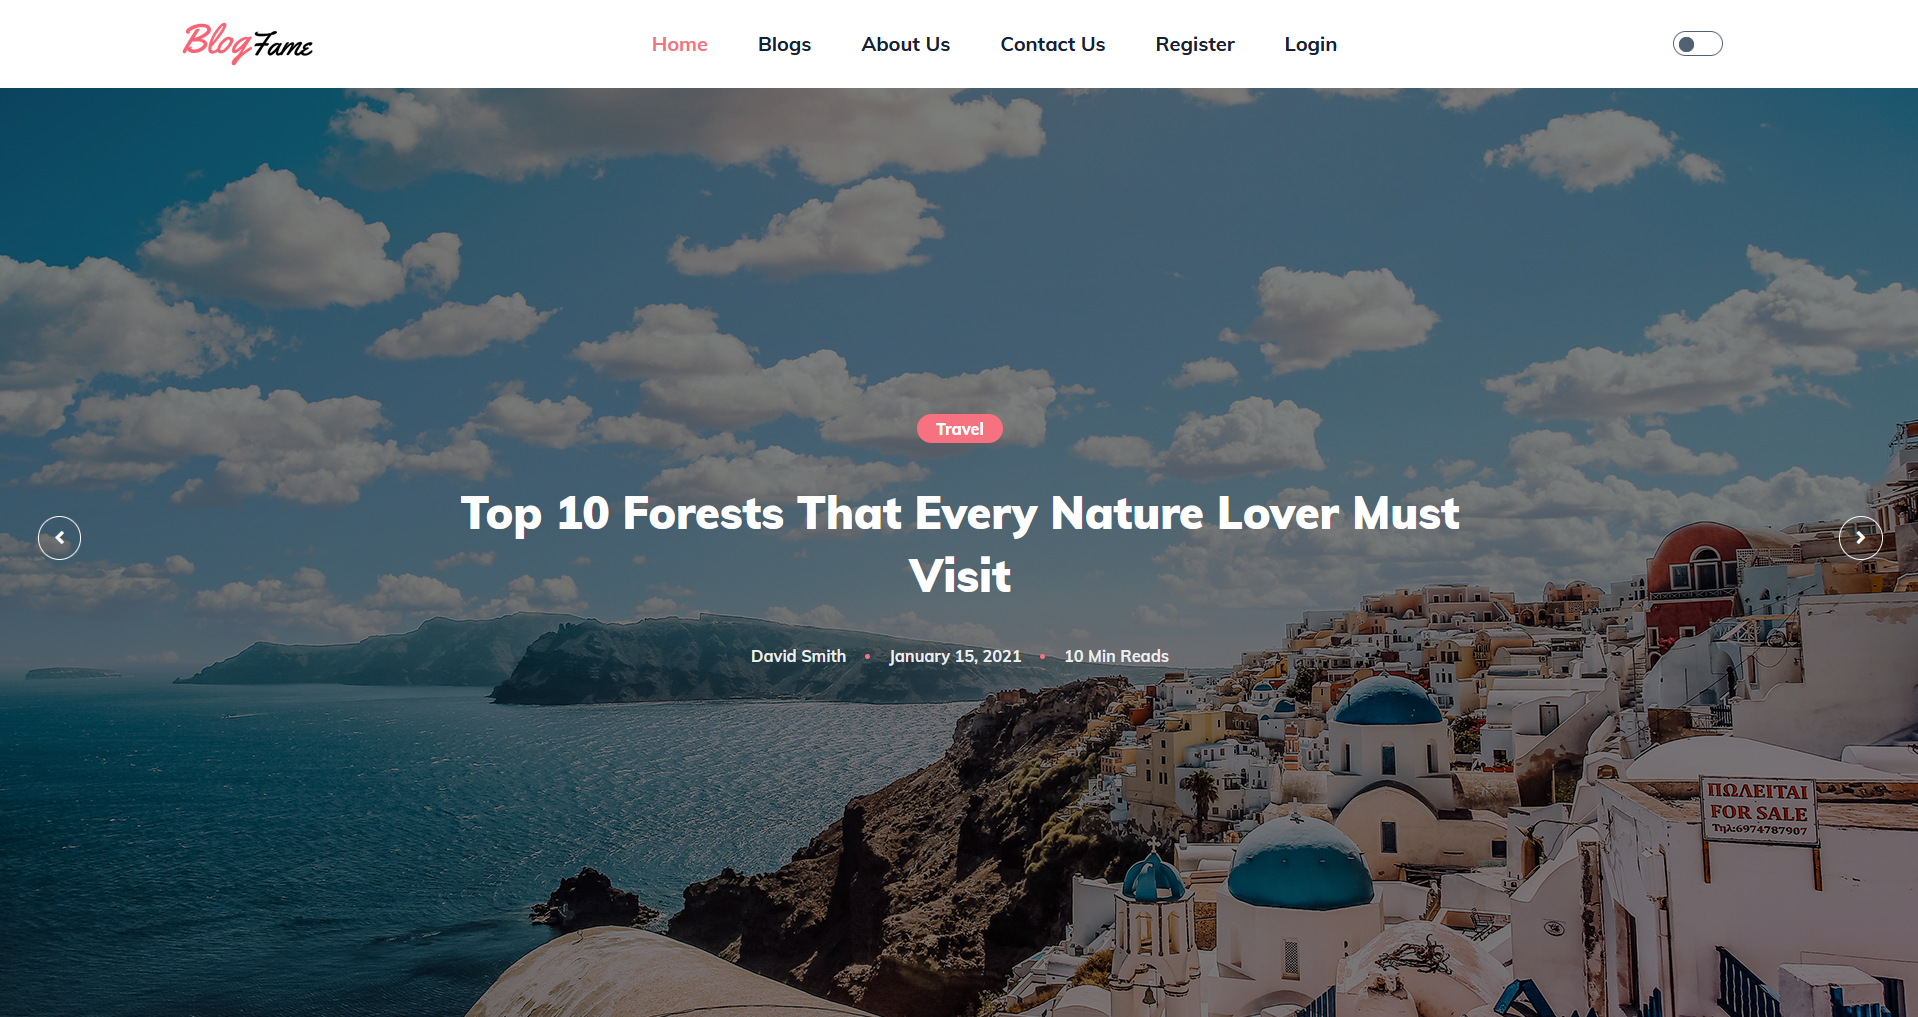 BlogFame
Home
Blogs
About Us
Contact Us
Register
Login
Travel
Top 10 Forests That Every Nature Lover Must
Visit
David Smith
January 15, 2021
10 Min Reads
ΠΩΛΕΙΤΑΙ
FOR SALE
Τηλ:6974787907